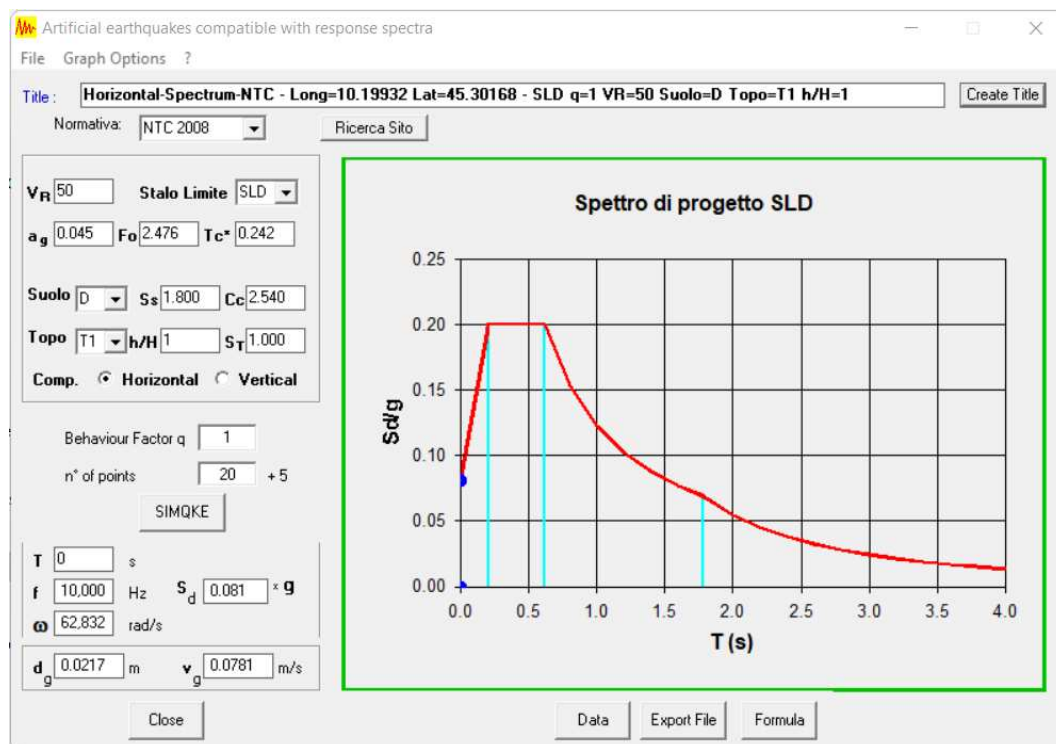 Artificial earthquakes compatible with response spectra
File Graph Options ?
Title : Horizontal-Spectrum-NTC - Long=10.19932 Lat=45.30168 - SLD q=1 VR=50 Suolo=D Topo=T1 h/H=1 Create Title
Normativa: NTC 2008 Ricerca Sito
VR 50 Stalo Limite SLD
ag 0.045 Fo 2.476 Tc* 0.242
Suolo D Ss 1.800 Cc 2.540
Topo T1 h/H 1 ST 1.000
Comp. Horizontal Vertical
Behaviour Factor q 1
n° of points 20 + 5
SIMQKE
T 0 s
f 10,000 Hz Sd 0.081 x g
ω 62,832 rad/s
dg 0.0217 m vg 0.0781 m/s
Close
Spettro di progetto SLD
Sd/g
0.25
0.20
0.15
0.10
0.05
0.00
0.0 0.5 1.0 1.5 2.0 2.5 3.0 3.5 4.0
T (s)
Data Export File Formula